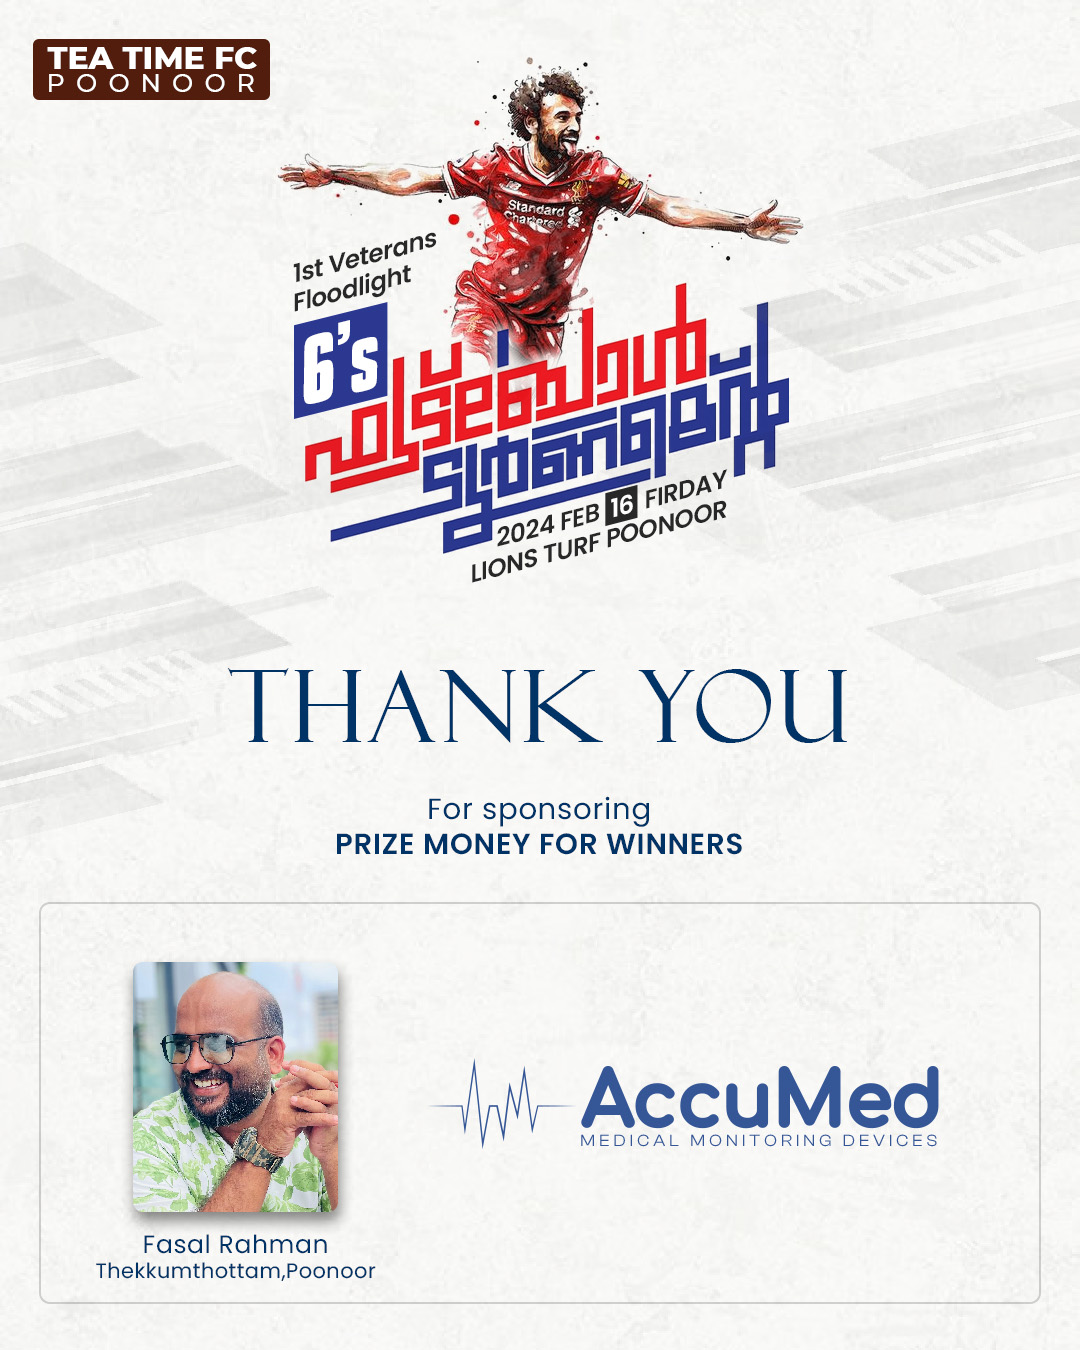 TEA TIME FC
POONOOR
Standard
Chartered
1st Veterans
Floodlight
6's
ഫുട്ബോൾ
ടൂർണമെന്റ്
2024 FEB 16 FIRDAY
LIONS TURF POONOOR
THANK YOU
For sponsoring
PRIZE MONEY FOR WINNERS
AccuMed
MEDICAL MONITORING DEVICES
Fasal Rahman
Thekkumthottam,Poonoor